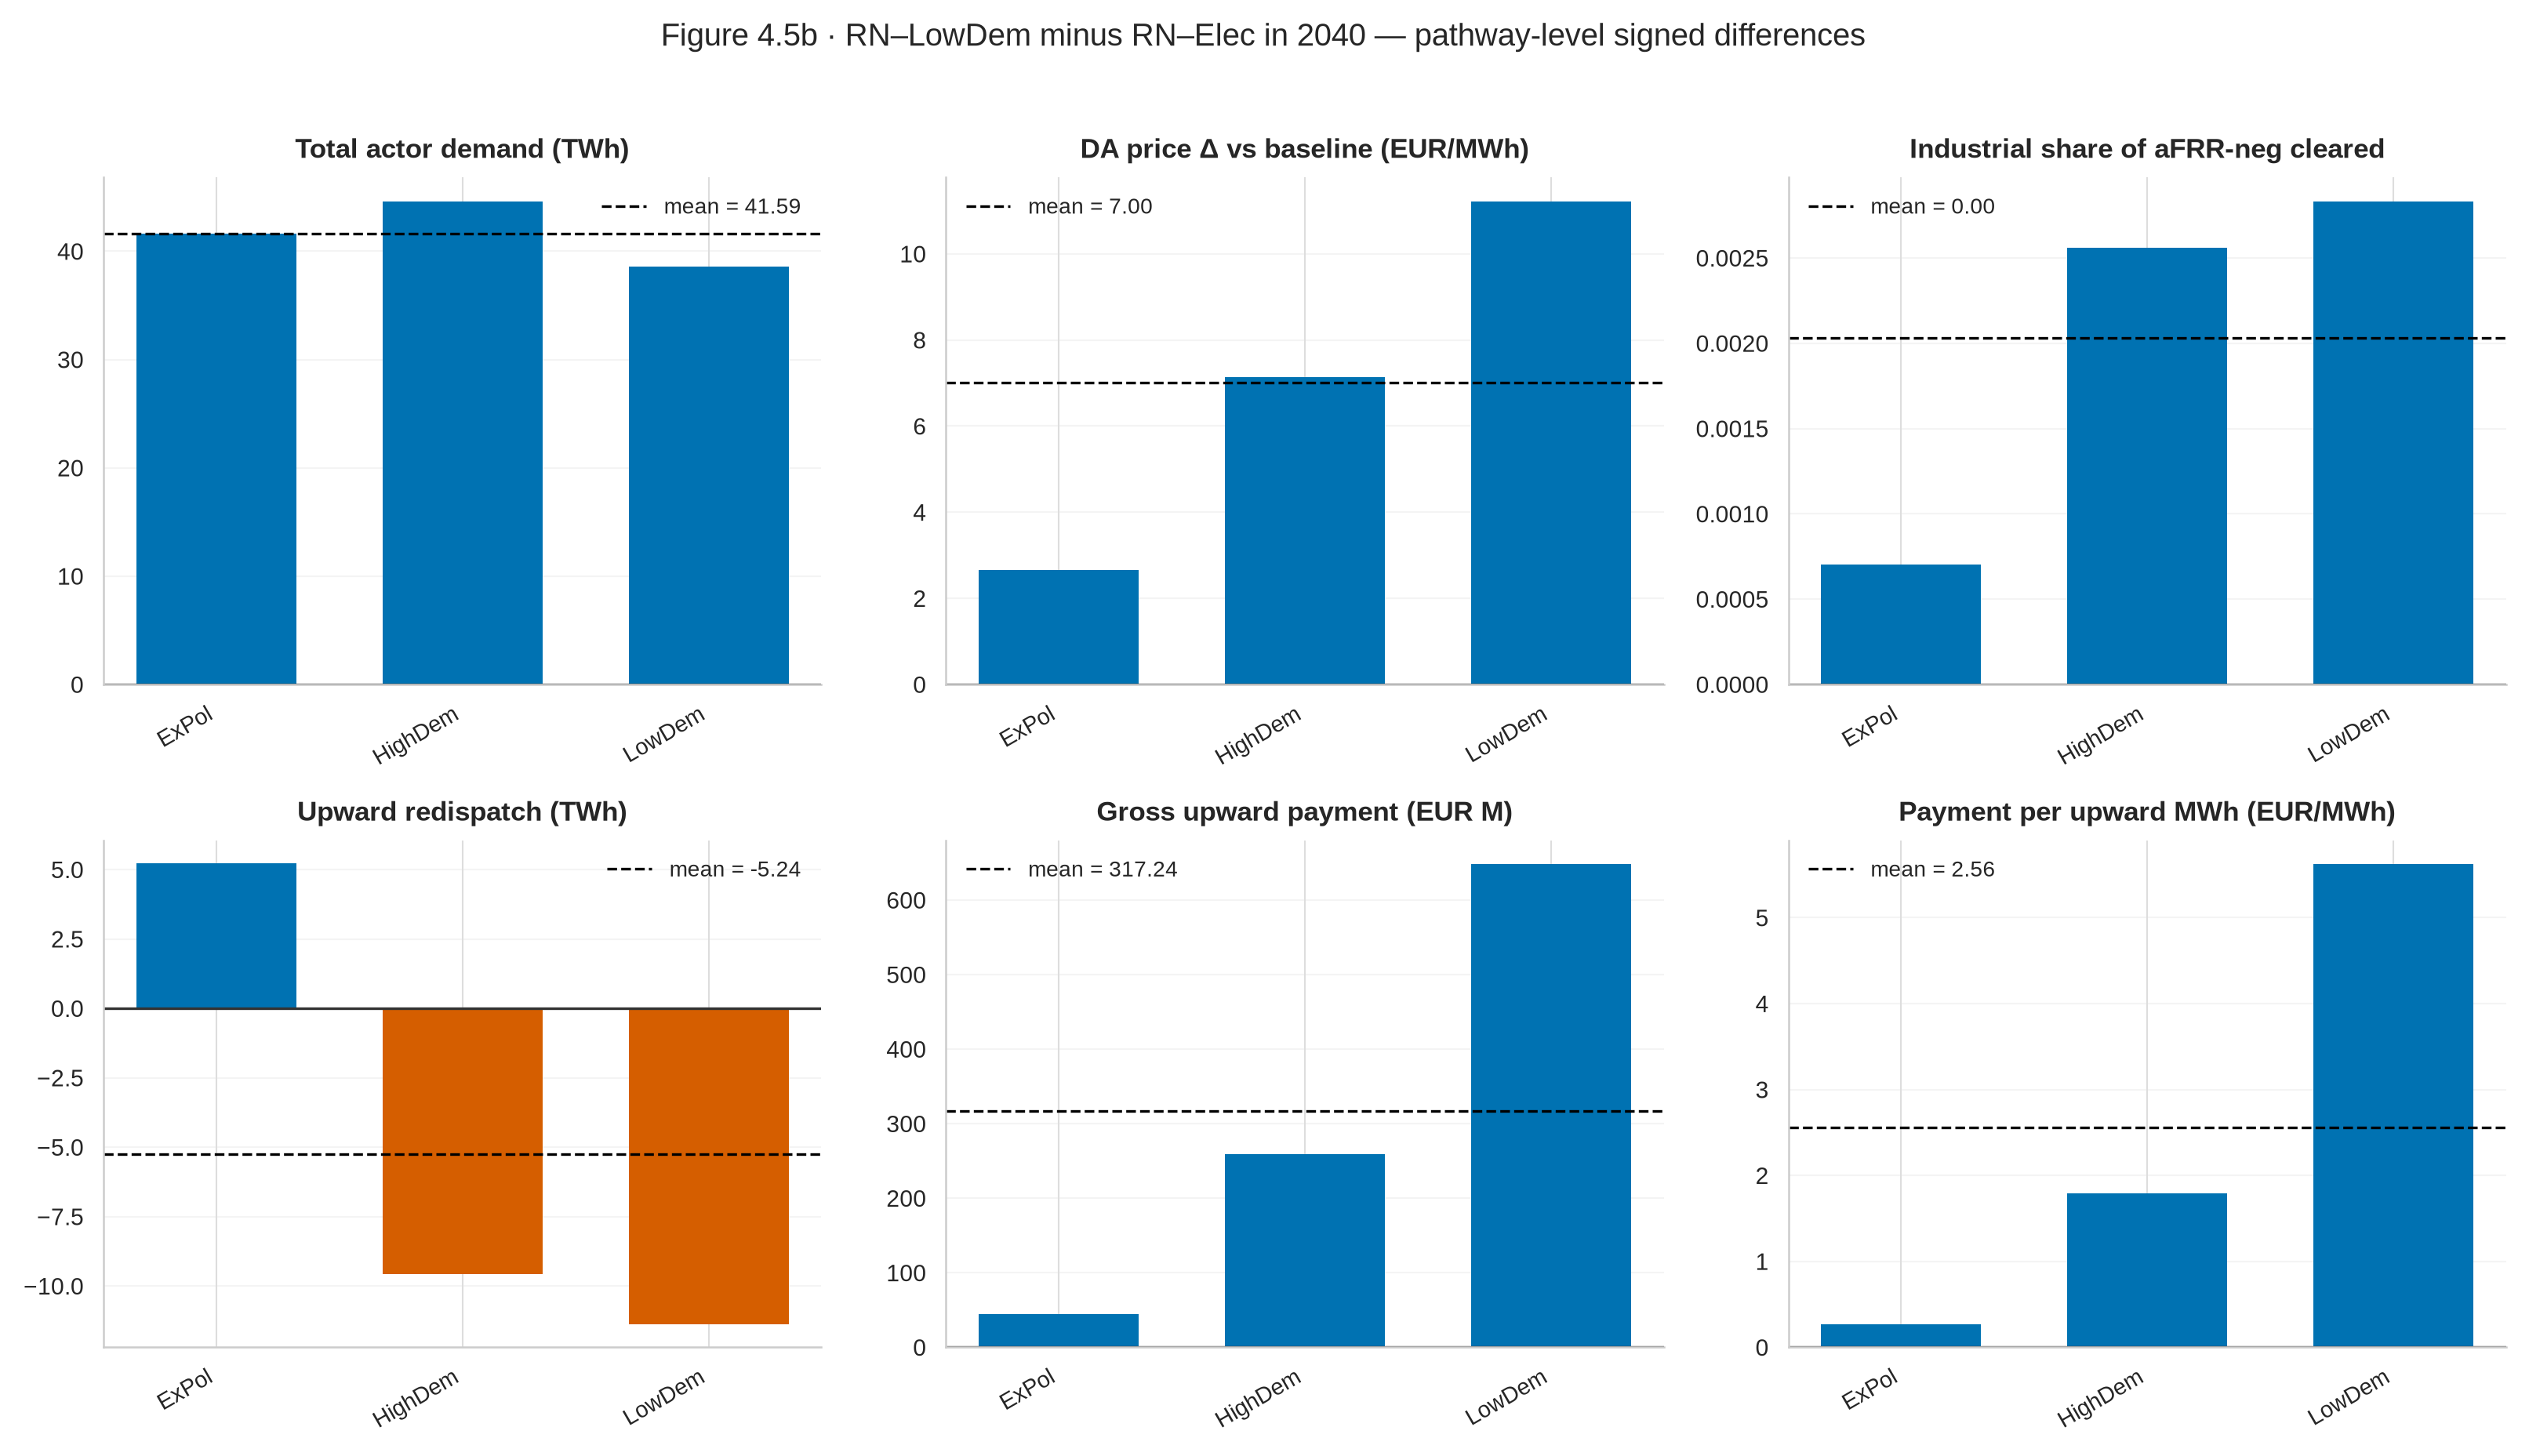 Figure 4.5b · RN–LowDem minus RN–Elec in 2040 — pathway-level signed differences
Total actor demand (TWh)
mean = 41.59
40
30
20
10
0
ExPol
HighDem
LowDem
DA price Δ vs baseline (EUR/MWh)
mean = 7.00
10
8
6
4
2
0
ExPol
HighDem
LowDem
Industrial share of aFRR-neg cleared
mean = 0.00
0.0025
0.0020
0.0015
0.0010
0.0005
0.0000
ExPol
HighDem
LowDem
Upward redispatch (TWh)
mean = -5.24
5.0
2.5
0.0
−2.5
−5.0
−7.5
−10.0
ExPol
HighDem
LowDem
Gross upward payment (EUR M)
mean = 317.24
600
500
400
300
200
100
0
ExPol
HighDem
LowDem
Payment per upward MWh (EUR/MWh)
mean = 2.56
5
4
3
2
1
0
ExPol
HighDem
LowDem